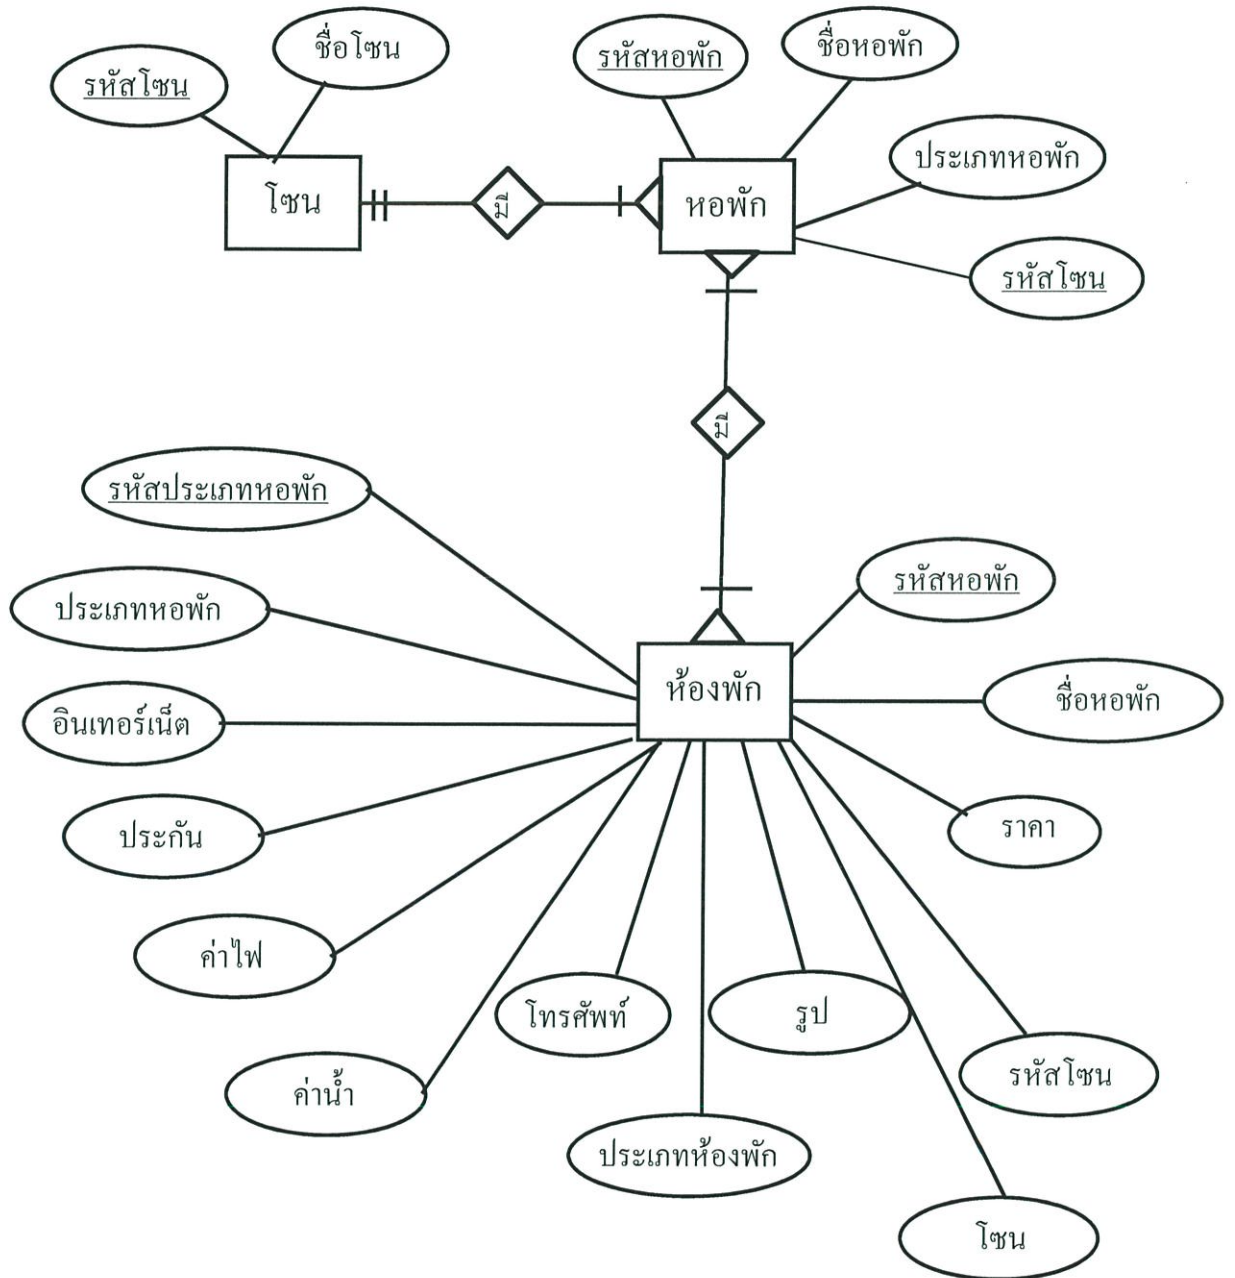 ชื่อโซน
รหัสโซน
โซน
มี
รหัสหอพัก
ชื่อหอพัก
ประเภทหอพัก
รหัสโซน
หอพัก
มี
รหัสประเภทหอพัก
ประเภทหอพัก
อินเทอร์เน็ต
ประกัน
ค่าไฟ
ค่าน้ำ
ห้องพัก
รหัสหอพัก
ชื่อหอพัก
ราคา
โทรศัพท์
รูป
รหัสโซน
ประเภทห้องพัก
โซน